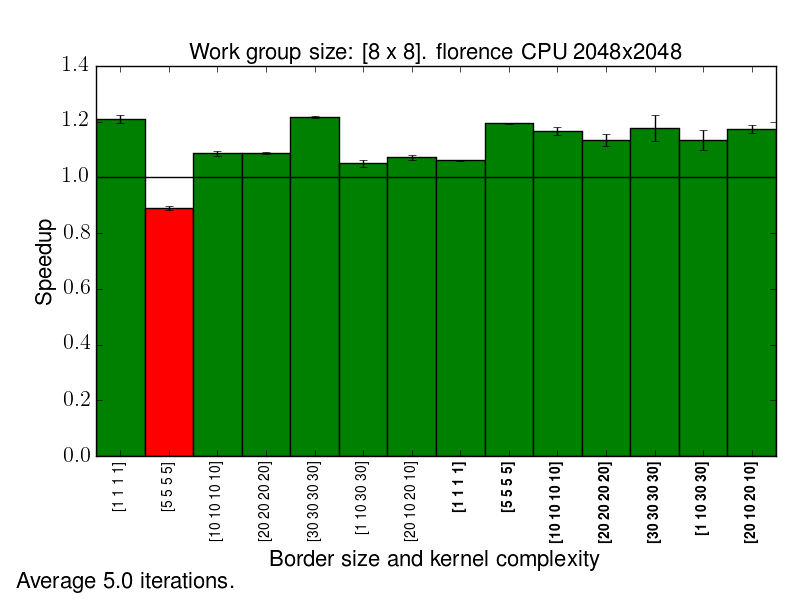 Work group size: [8 x 8]. florence CPU 2048x2048
1.4
1.2
1.0
0.8
0.6
0.4
0.2
0.0
Speedup
[1 1 1 1]
[5 5 5 5]
[10 10 10 10]
[20 20 20 20]
[30 30 30 30]
[1 10 30 30]
[20 10 20 10]
[1 1 1 1]
[5 5 5 5]
[10 10 10 10]
[20 20 20 20]
[30 30 30 30]
[1 10 30 30]
[20 10 20 10]
Border size and kernel complexity
Average 5.0 iterations.